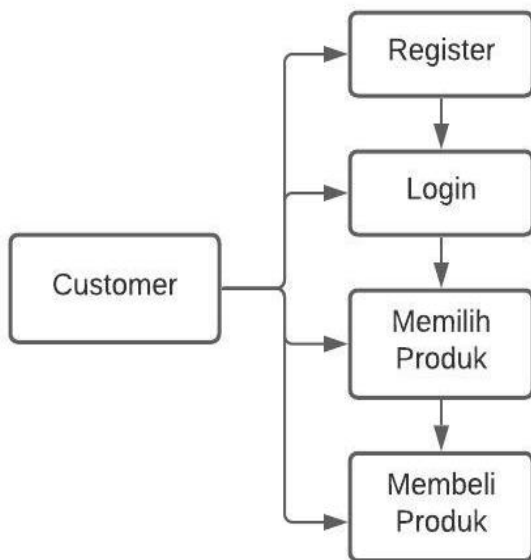 Register
Login
Customer
Memilih
Produk
Membeli
Produk